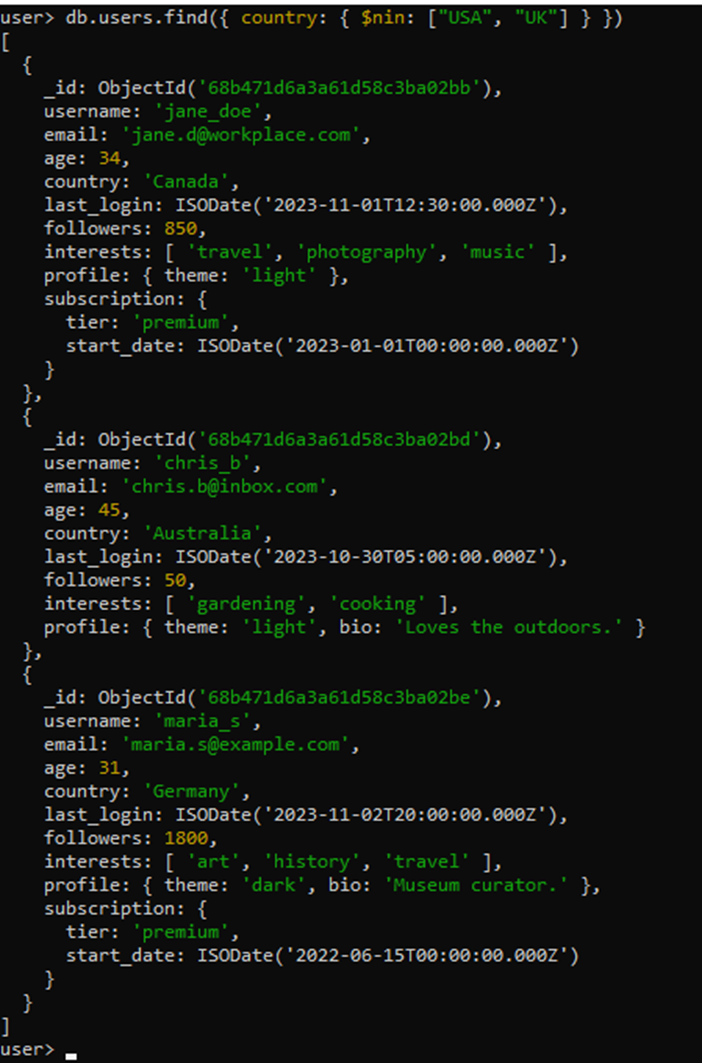 user> db.users.find({ country: { $nin: ["USA", "UK"] } })
[
  {
    _id: ObjectId('68b471d6a3a61d58c3ba02bb'),
    username: 'jane_doe',
    email: 'jane.d@workplace.com',
    age: 34,
    country: 'Canada',
    last_login: ISODate('2023-11-01T12:30:00.000Z'),
    followers: 850,
    interests: [ 'travel', 'photography', 'music' ],
    profile: { theme: 'light' },
    subscription: {
      tier: 'premium',
      start_date: ISODate('2023-01-01T00:00:00.000Z')
    }
  },
  {
    _id: ObjectId('68b471d6a3a61d58c3ba02bd'),
    username: 'chris_b',
    email: 'chris.b@inbox.com',
    age: 45,
    country: 'Australia',
    last_login: ISODate('2023-10-30T05:00:00.000Z'),
    followers: 50,
    interests: [ 'gardening', 'cooking' ],
    profile: { theme: 'light', bio: 'Loves the outdoors.' }
  },
  {
    _id: ObjectId('68b471d6a3a61d58c3ba02be'),
    username: 'maria_s',
    email: 'maria.s@example.com',
    age: 31,
    country: 'Germany',
    last_login: ISODate('2023-11-02T20:00:00.000Z'),
    followers: 1800,
    interests: [ 'art', 'history', 'travel' ],
    profile: { theme: 'dark', bio: 'Museum curator.' },
    subscription: {
      tier: 'premium',
      start_date: ISODate('2022-06-15T00:00:00.000Z')
    }
  }
]
user>